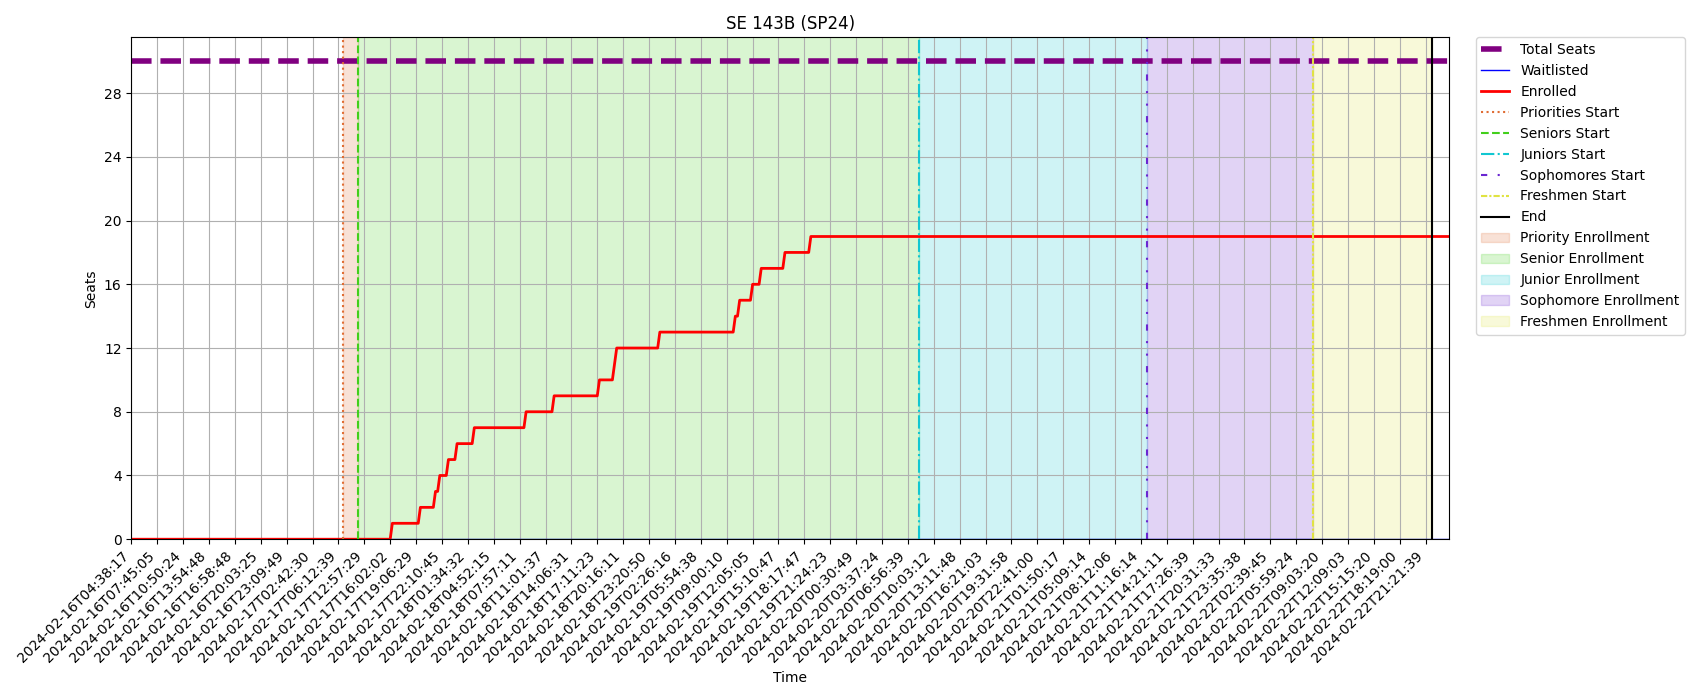 SE 143B (SP24)
Seats
28
24
20
16
12
8
4
0
2024-02-16T04:38:17
2024-02-16T07:45:05
2024-02-16T10:50:24
2024-02-16T13:54:48
2024-02-16T16:58:48
2024-02-16T20:03:25
2024-02-16T23:09:49
2024-02-17T02:42:30
2024-02-17T06:12:39
2024-02-17T12:57:29
2024-02-17T16:02:02
2024-02-17T19:06:29
2024-02-17T22:10:45
2024-02-18T01:34:32
2024-02-18T04:52:15
2024-02-18T07:57:11
2024-02-18T11:01:37
2024-02-18T14:06:31
2024-02-18T17:11:23
2024-02-18T20:16:11
2024-02-18T23:20:50
2024-02-19T02:26:16
2024-02-19T05:54:38
2024-02-19T09:00:10
2024-02-19T12:05:05
2024-02-19T15:10:47
2024-02-19T18:17:47
2024-02-19T21:24:23
2024-02-20T00:30:49
2024-02-20T03:37:24
2024-02-20T06:56:39
2024-02-20T10:03:12
2024-02-20T13:11:48
2024-02-20T16:21:03
2024-02-20T19:31:58
2024-02-20T22:41:00
2024-02-21T01:50:17
2024-02-21T05:09:14
2024-02-21T08:12:06
2024-02-21T11:16:14
2024-02-21T14:21:11
2024-02-21T17:26:39
2024-02-21T20:31:33
2024-02-21T23:35:38
2024-02-22T02:39:45
2024-02-22T05:59:24
2024-02-22T09:03:20
2024-02-22T12:09:03
2024-02-22T15:15:20
2024-02-22T18:19:00
2024-02-22T21:21:39
Time
Total Seats
Waitlisted
Enrolled
Priorities Start
Seniors Start
Juniors Start
Sophomores Start
Freshmen Start
End
Priority Enrollment
Senior Enrollment
Junior Enrollment
Sophomore Enrollment
Freshmen Enrollment